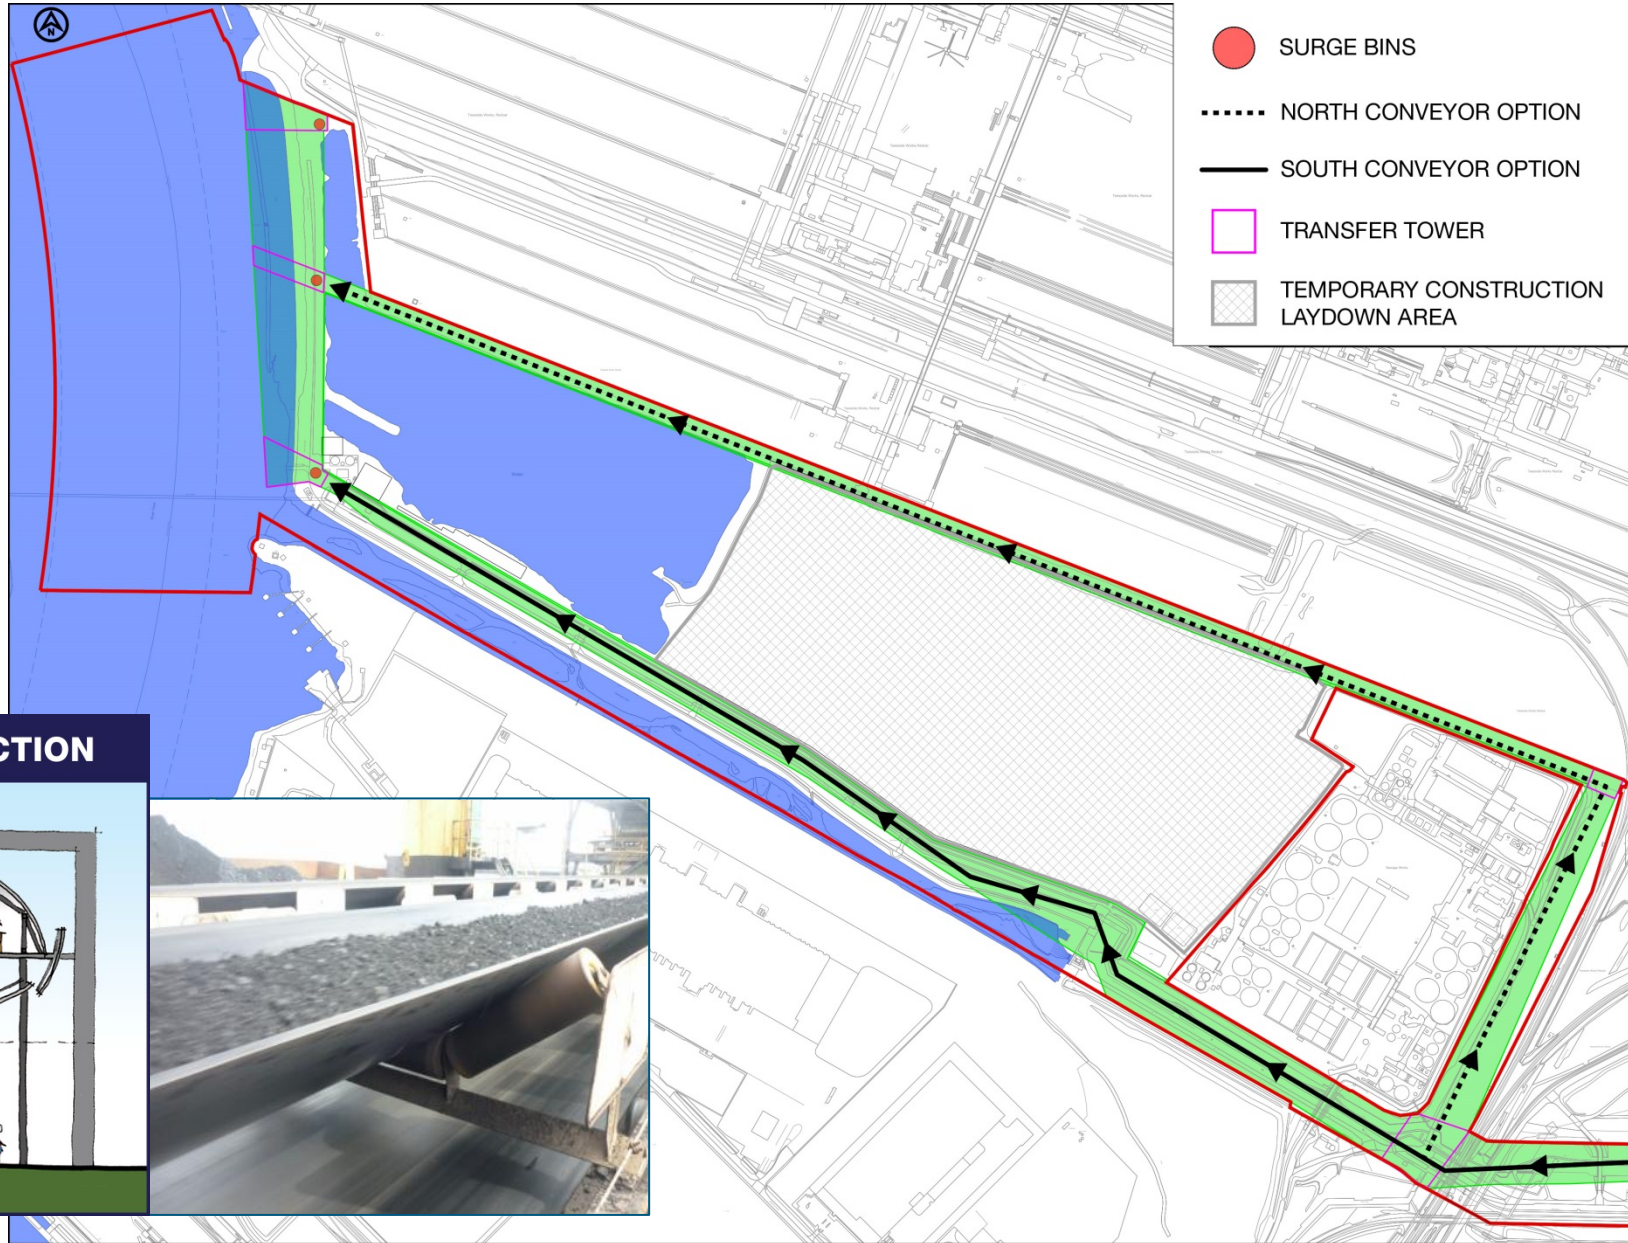 N
SURGE BINS
NORTH CONVEYOR OPTION
SOUTH CONVEYOR OPTION
TRANSFER TOWER
TEMPORARY CONSTRUCTION
LAYDOWN AREA
CTION